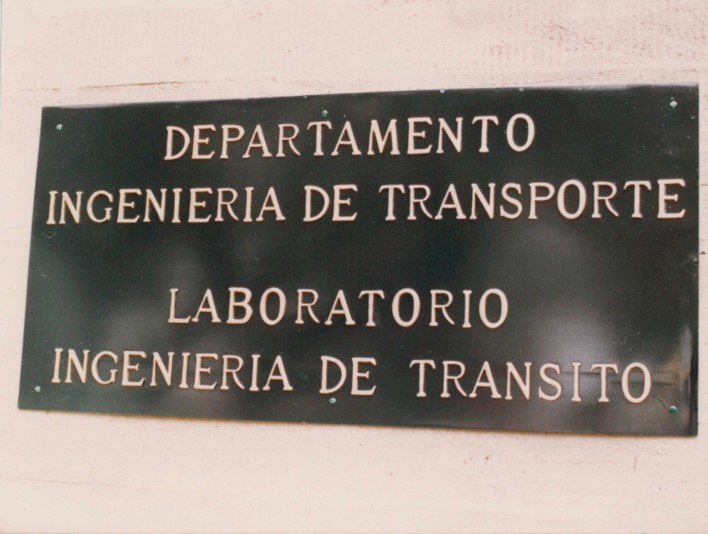 DEPARTAMENTO
INGENIERIA DE TRANSPORTE
LABORATORIO
INGENIERIA DE TRANSITO